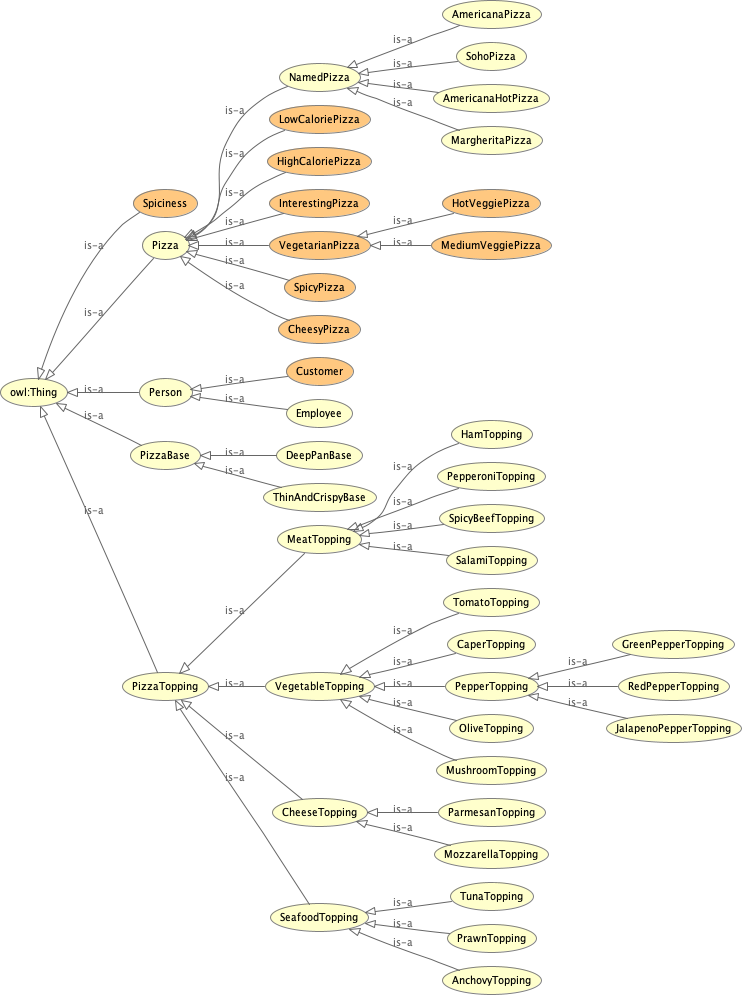 AmericanaPizza
is-a
SohoPizza
is-a
NamedPizza
is-a
AmericanaHotPizza
is-a
MargheritaPizza
is-a
LowCaloriePizza
is-a
HighCaloriePizza
is-a
Spiciness
InterestingPizza
is-a
HotVeggiePizza
is-a
is-a
Pizza
is-a
VegetarianPizza
is-a
MediumVeggiePizza
is-a
SpicyPizza
is-a
is-a
CheesyPizza
Customer
is-a
owl:Thing
is-a
Person
is-a
Employee
is-a
HamTopping
PizzaBase
is-a
DeepPanBase
is-a
is-a
PepperoniTopping
ThinAndCrispyBase
is-a
is-a
SpicyBeefTopping
is-a
MeatTopping
is-a
SalamiTopping
TomatoTopping
is-a
is-a
CaperTopping
GreenPepperTopping
is-a
is-a
PizzaTopping
is-a
VegetableTopping
is-a
PepperTopping
is-a
RedPepperTopping
is-a
is-a
OliveTopping
JalapenoPepperTopping
is-a
is-a
MushroomTopping
is-a
CheeseTopping
is-a
ParmesanTopping
is-a
MozzarellaTopping
TunaTopping
is-a
SeafoodTopping
is-a
PrawnTopping
is-a
AnchovyTopping